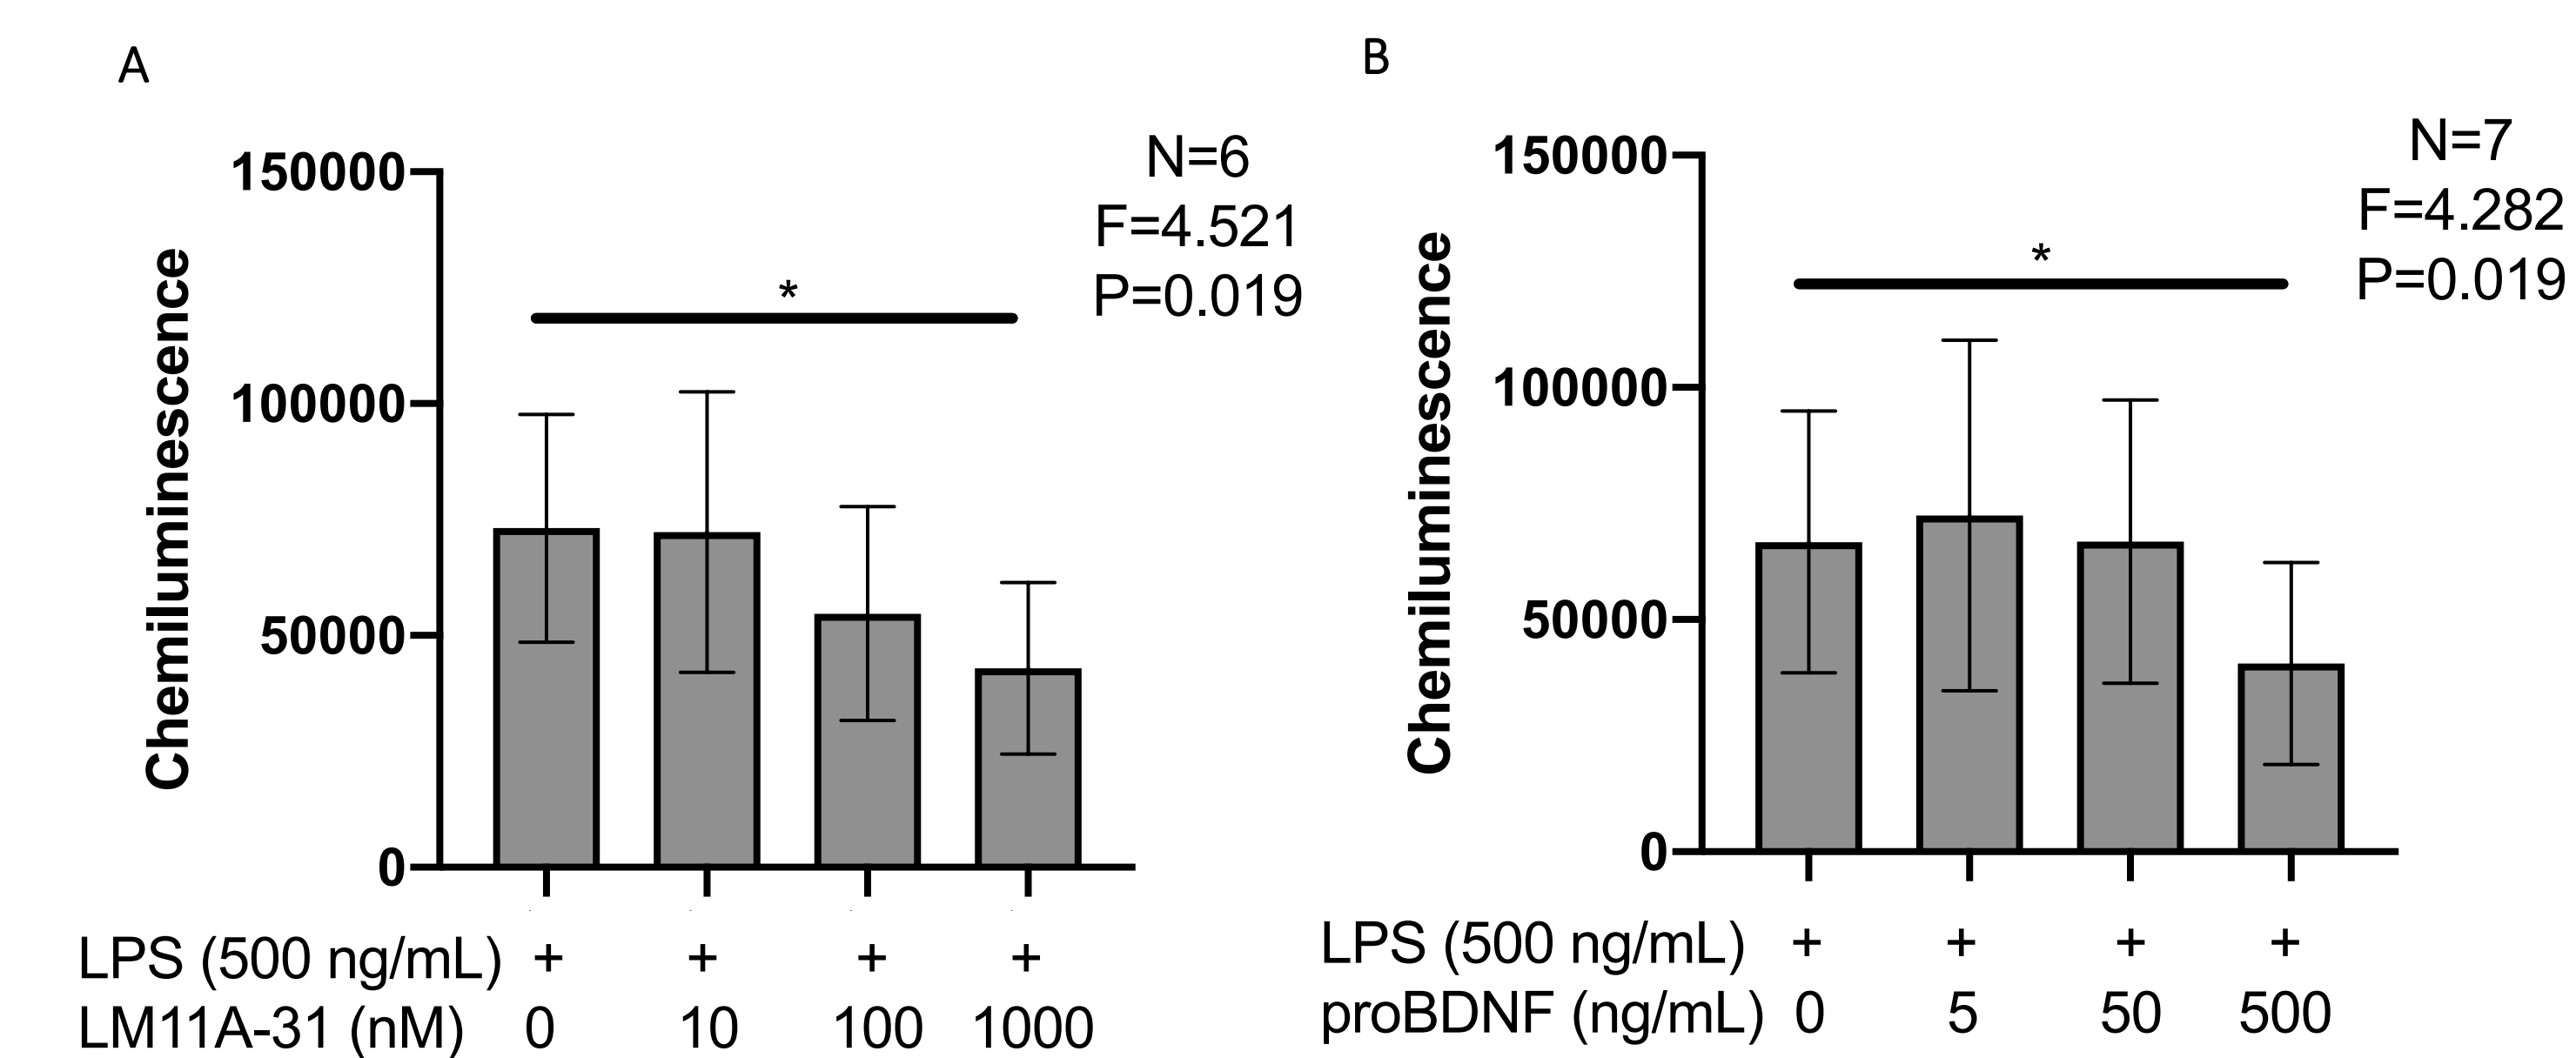 A
N=6
F=4.521
P=0.019
150000
100000
50000
0
Chemiluminescence
*
LPS (500 ng/mL) + + + +
LM11A-31 (nM) 0 10 100 1000
B
N=7
F=4.282
P=0.019
150000
100000
50000
0
Chemiluminescence
*
LPS (500 ng/mL) + + + +
proBDNF (ng/mL) 0 5 50 500